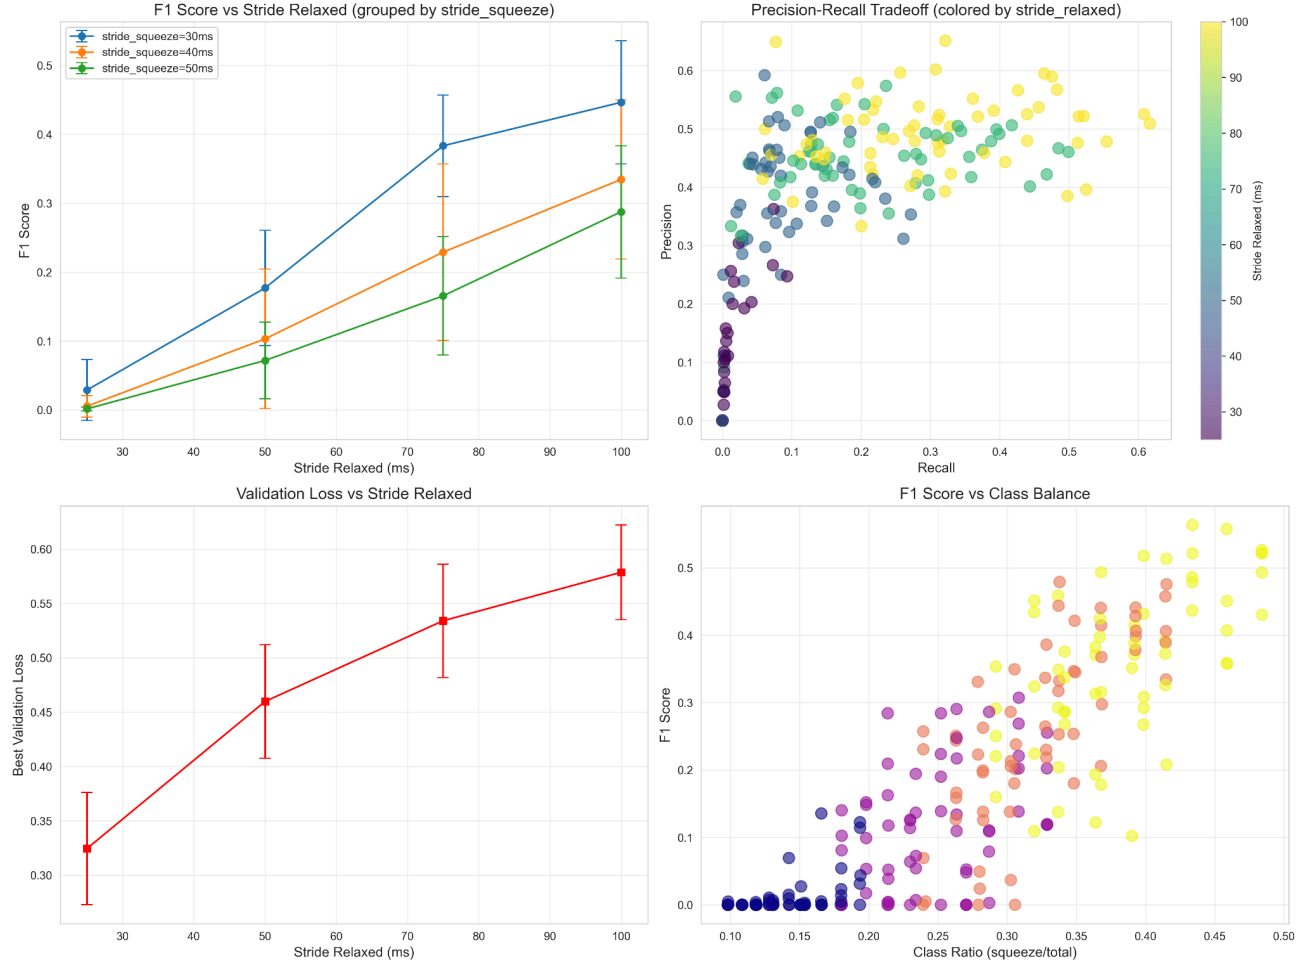 F1 Score vs Stride Relaxed (grouped by stride_squeeze)
stride_squeeze=30ms
stride_squeeze=40ms
stride_squeeze=50ms
0.5
0.4
0.3
0.2
0.1
0.0
F1 Score
30 40 50 60 70 80 90 100
Stride Relaxed (ms)
Precision-Recall Tradeoff (colored by stride_relaxed)
0.6
0.5
0.4
0.3
0.2
0.1
0.0
Precision
0.0 0.1 0.2 0.3 0.4 0.5 0.6
Recall
100
90
80
70
60
50
40
30
Stride Relaxed (ms)
Validation Loss vs Stride Relaxed
0.60
0.55
0.50
0.45
0.40
0.35
0.30
Best Validation Loss
30 40 50 60 70 80 90 100
Stride Relaxed (ms)
F1 Score vs Class Balance
0.5
0.4
0.3
0.2
0.1
0.0
F1 Score
0.10 0.15 0.20 0.25 0.30 0.35 0.40 0.45 0.50
Class Ratio (squeeze/total)